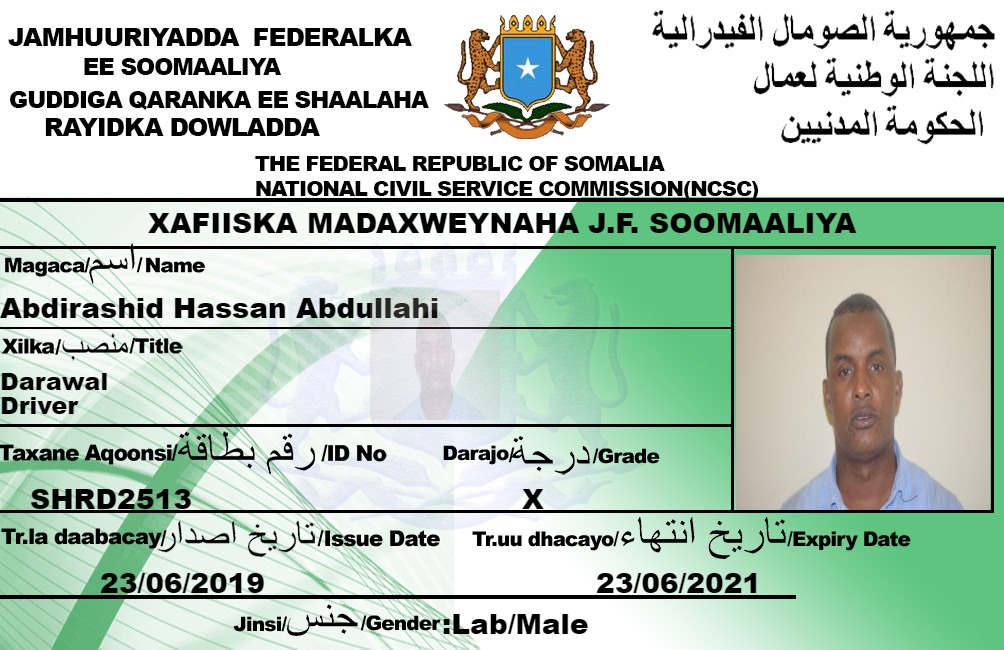 JAMHUURIYADDA FEDERALKA
EE SOOMAALIYA
GUDDIGA QARANKA EE SHAALAHA
RAYIDKA DOWLADDA
جمهورية الصومال الفيدرالية
اللجنة الوطنية لعمال
الحكومة المدنيين
THE FEDERAL REPUBLIC OF SOMALIA
NATIONAL CIVIL SERVICE COMMISSION(NCSC)
XAFIISKA MADAXWEYNAHA J.F. SOOMAALIYA
Magaca/اسم/Name
Abdirashid Hassan Abdullahi
Xilka/منصب/Title
Darawal
Driver
Taxane Aqoonsi/رقم بطاقة/ID No
SHRD2513
Darajo/درجة/Grade
X
Tr.la daabacay/تاريخ اصدار/Issue Date
23/06/2019
Tr.uu dhacayo/تاريخ انتهاء/Expiry Date
23/06/2021
Jinsi/جنس/Gender:Lab/Male